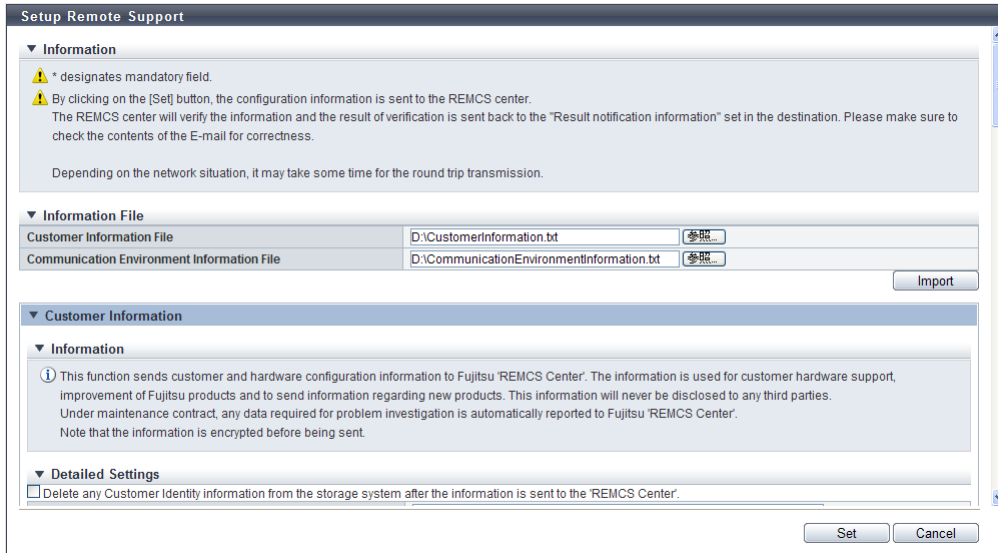 Setup Remote Support
Information
* designates mandatory field.
By clicking on the [Set] button, the configuration information is sent to the REMCS center.
The REMCS center will verify the information and the result of verification is sent back to the "Result notification information" set in the destination. Please make sure to
check the contents of the E-mail for correctness.
Depending on the network situation, it may take some time for the round trip transmission.
Information File
Customer Information File D:\CustomerInformation.txt 参照...
Communication Environment Information File D:\CommunicationEnvironmentInformation.txt 参照...
Import
Customer Information
Information
This function sends customer and hardware configuration information to Fujitsu 'REMCS Center'. The information is used for customer hardware support,
improvement of Fujitsu products and to send information regarding new products. This information will never be disclosed to any third parties.
Under maintenance contract, any data required for problem investigation is automatically reported to Fujitsu 'REMCS Center'.
Note that the information is encrypted before being sent.
Detailed Settings
Delete any Customer Identity information from the storage system after the information is sent to the 'REMCS Center'.
Set Cancel